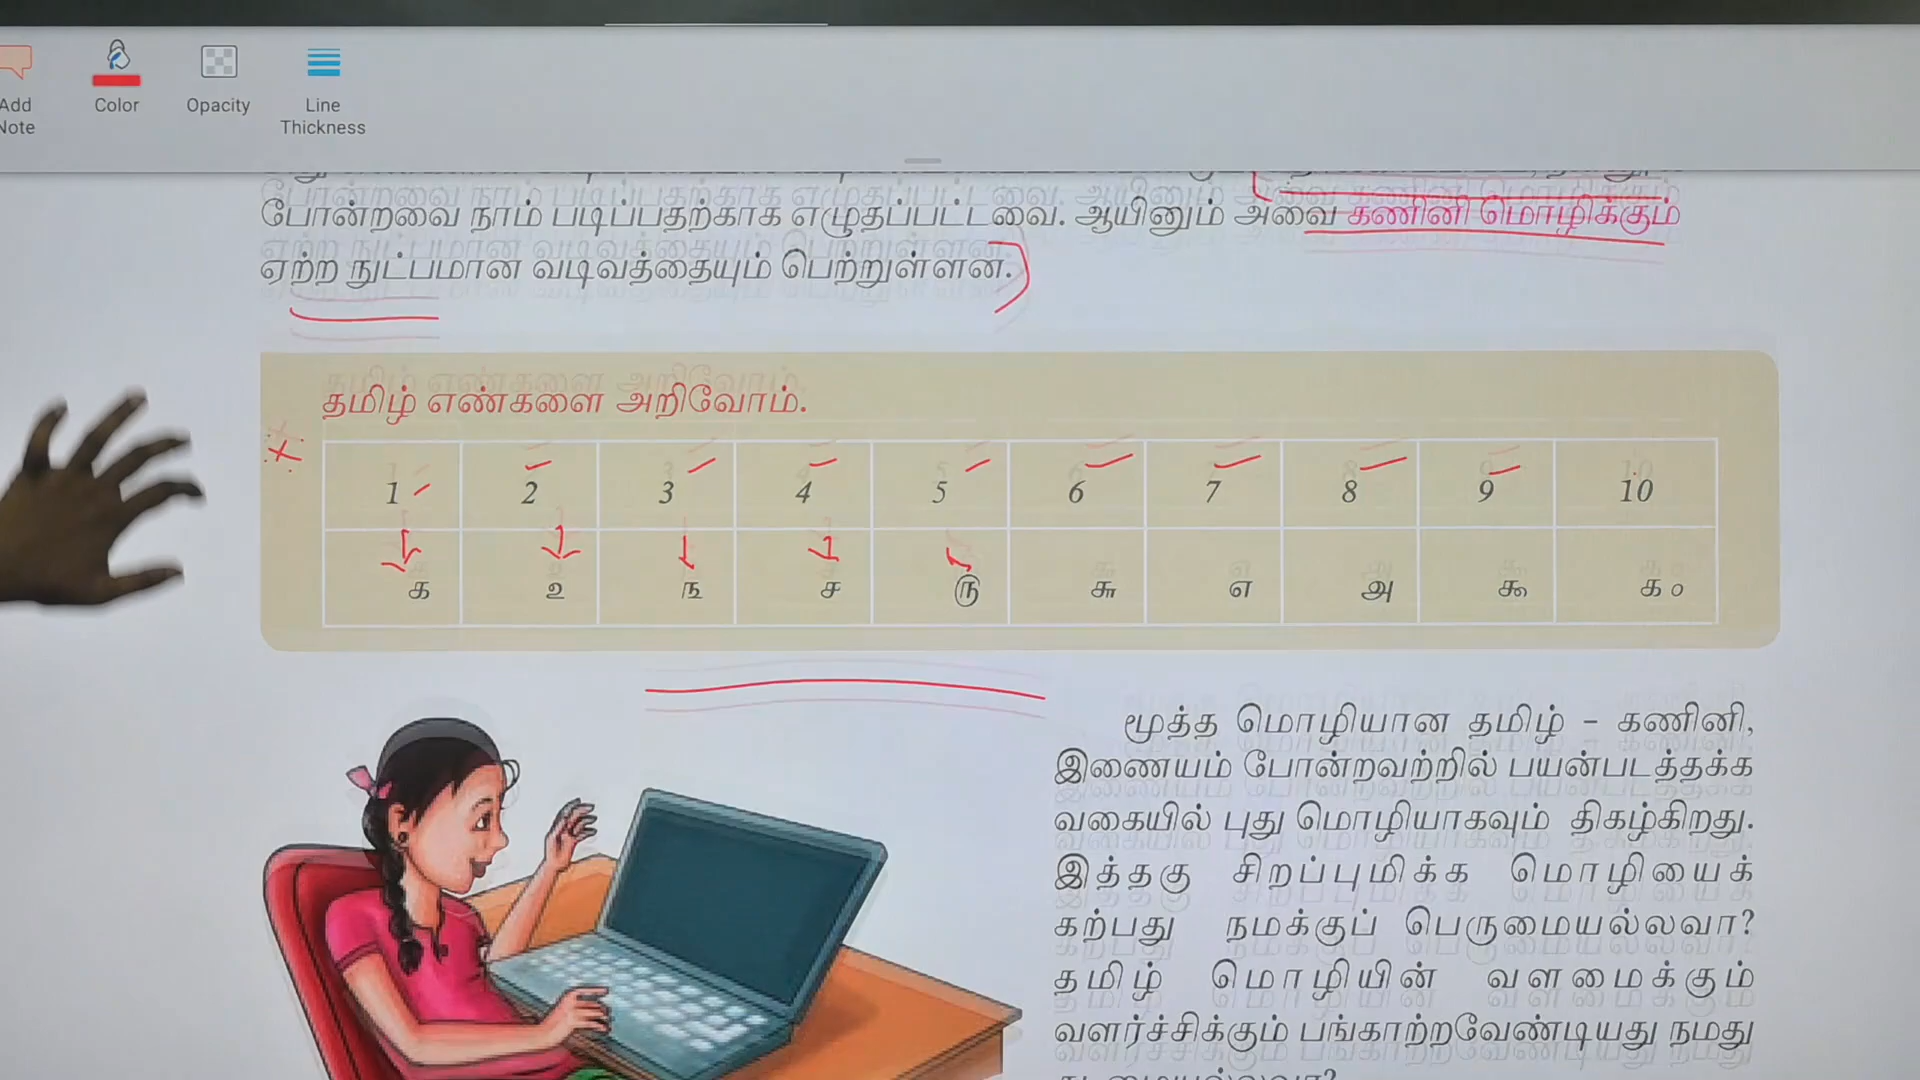 Add Note
Color
Opacity
Line Thickness
போன்றவை நாம் படிப்பதற்காக எழுதப்பட்டவை. ஆயினும் அவை கணினி மொழிக்கும்
ஏற்ற நுட்பமான வடிவத்தையும் பெற்றுள்ளன.
தமிழ் எண்களை அறிவோம்.
1 2 3 4 5 6 7 8 9 10
க உ ங ச ரு சு எ அ கூ க0
மூத்த மொழியான தமிழ் - கணினி,
இணையம் போன்றவற்றில் பயன்படத்தக்க
வகையில் புது மொழியாகவும் திகழ்கிறது.
இத்தகு சிறப்புமிக்க மொழியைக்
கற்பது நமக்குப் பெருமையல்லவா?
தமிழ் மொழியின் வளமைக்கும்
வளர்ச்சிக்கும் பங்காற்றவேண்டியது நமது